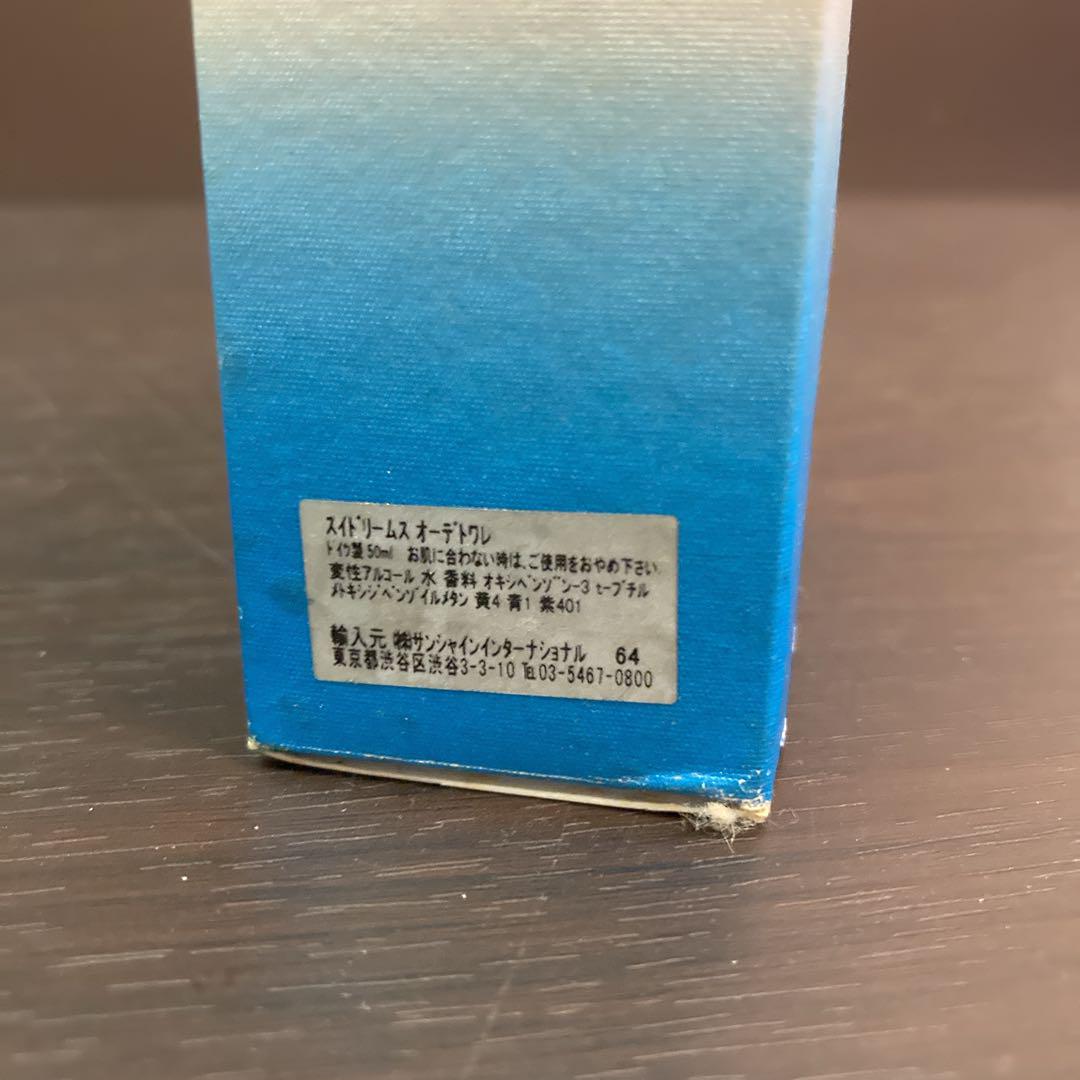 スイドリームス オーデトワレ
ドイツ製 50ml お肌に合わない時は、ご使用をおやめ下さい
変性アルコール 水 香料 オキシベンゾン-3 t-ブチル
メトキシジベンゾイルメタン 黄4 青1 紫401
輸入元 ㈱サンシャインインターナショナル 64
東京都渋谷区渋谷3-3-10 ℡03-5467-0800